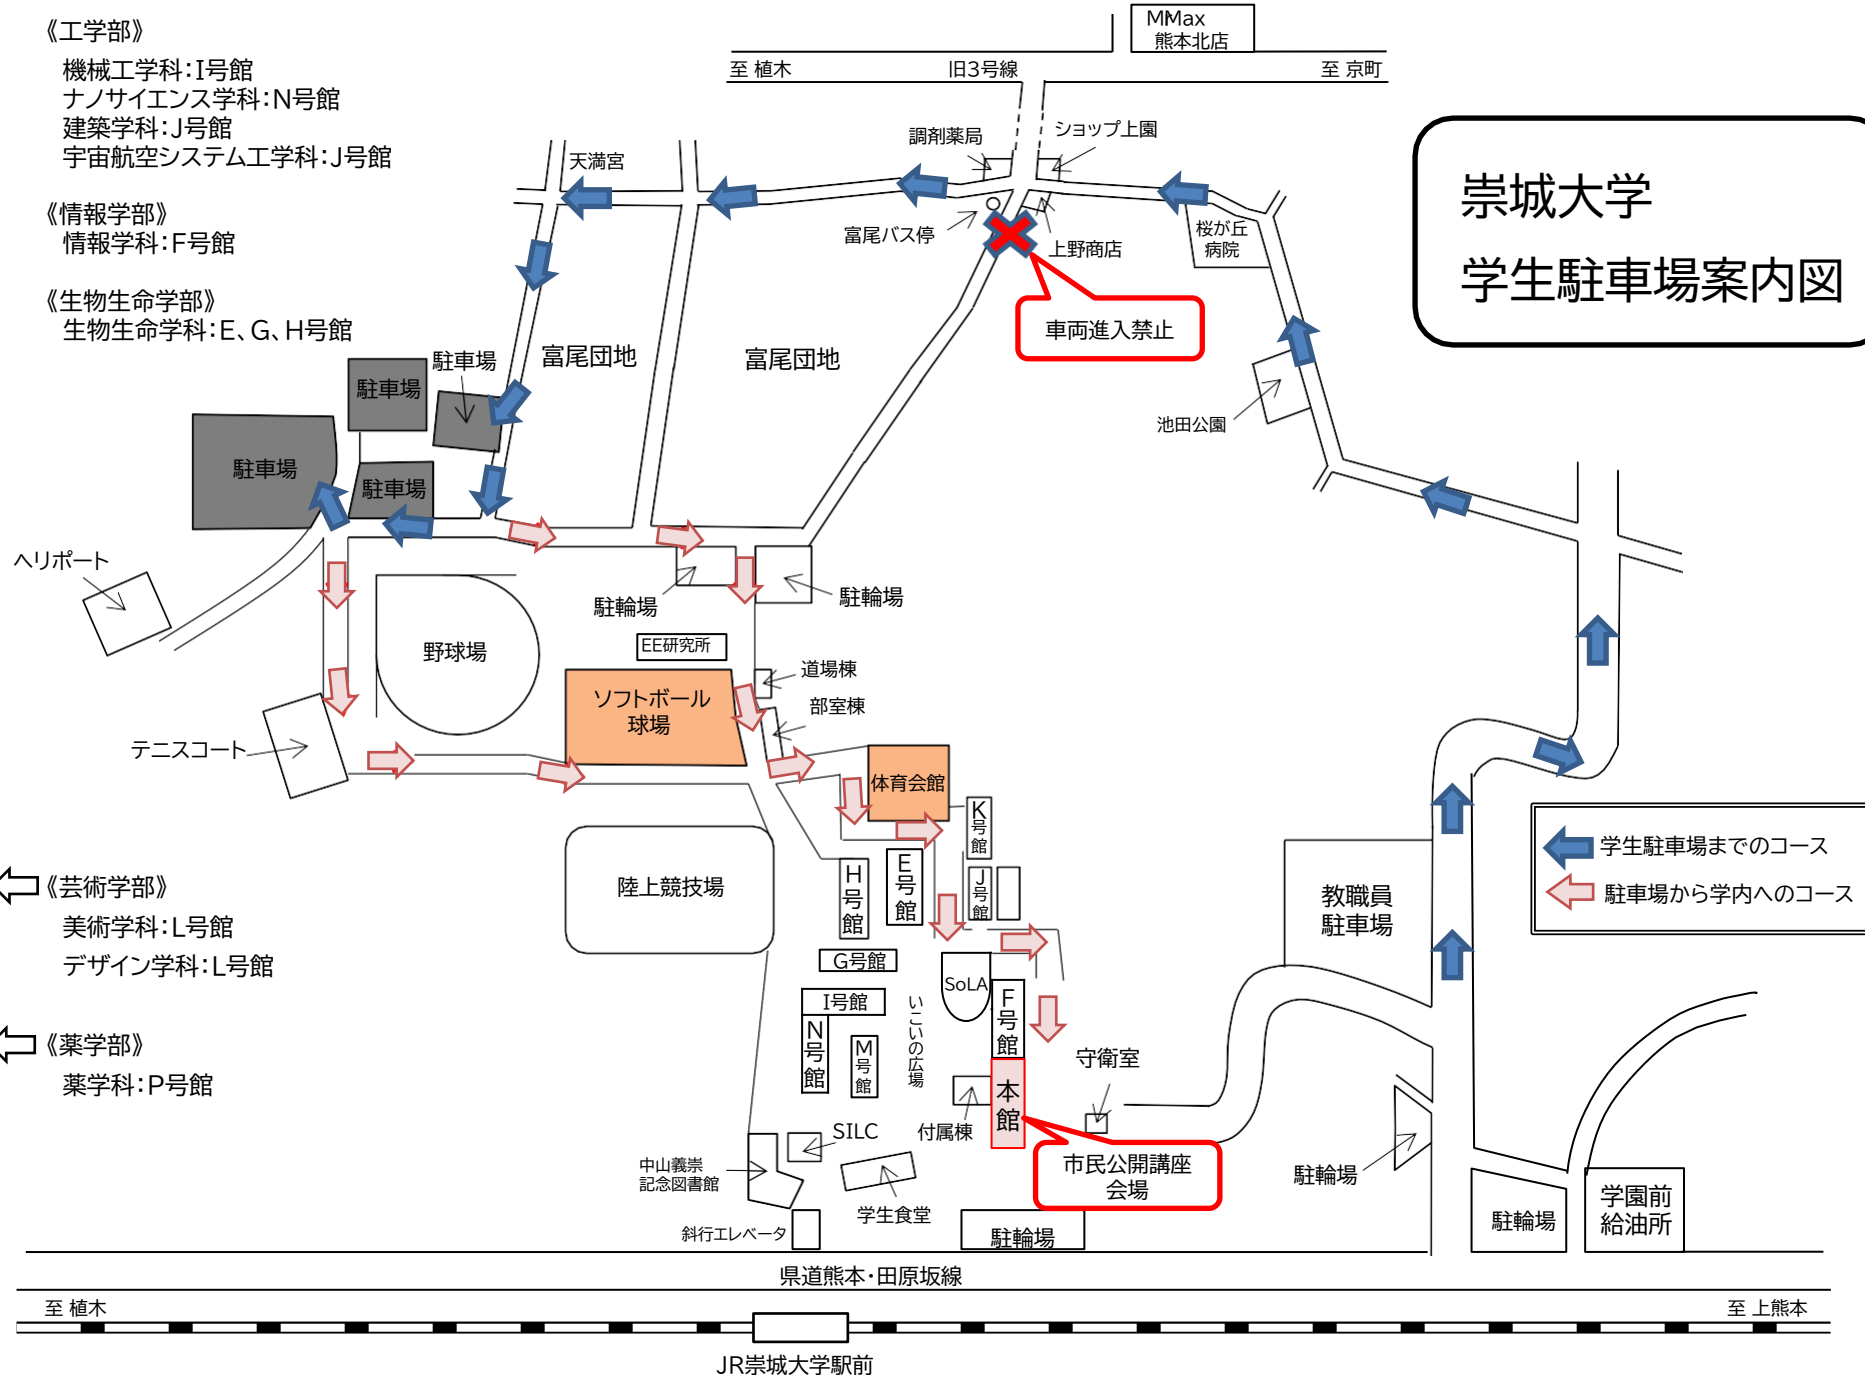 《工学部》
機械工学科：I号館
ナノサイエンス学科：N号館
建築学科：J号館
宇宙航空システム工学科：J号館
《情報学部》
情報学科：F号館
《生物生命学部》
生物生命学科：E、G、H号館
MMax
熊本北店
至 植木
旧3号線
至 京町
崇城大学
学生駐車場案内図
調剤薬局
ショップ上園
天満宮
富尾バス停
上野商店
桜が丘
病院
車両進入禁止
富尾団地
富尾団地
池田公園
駐車場
駐車場
駐車場
駐車場
ヘリポート
駐輪場
駐輪場
野球場
EE研究所
道場棟
部室棟
ソフトボール
球場
テニスコート
体育会館
K号館
J号館
E号館
H号館
陸上競技場
教職員
駐車場
学生駐車場までのコース
駐車場から学内へのコース
《芸術学部》
美術学科：L号館
デザイン学科：L号館
《薬学部》
薬学科：P号館
G号館
SoLA
I号館
いこいの広場
F号館
N号館
M号館
本館
守衛室
付属棟
SILC
中山義崇
記念図書館
市民公開講座
会場
学生食堂
斜行エレベータ
駐輪場
駐輪場
駐輪場
学園前
給油所
県道熊本・田原坂線
至 植木
至 上熊本
JR崇城大学駅前